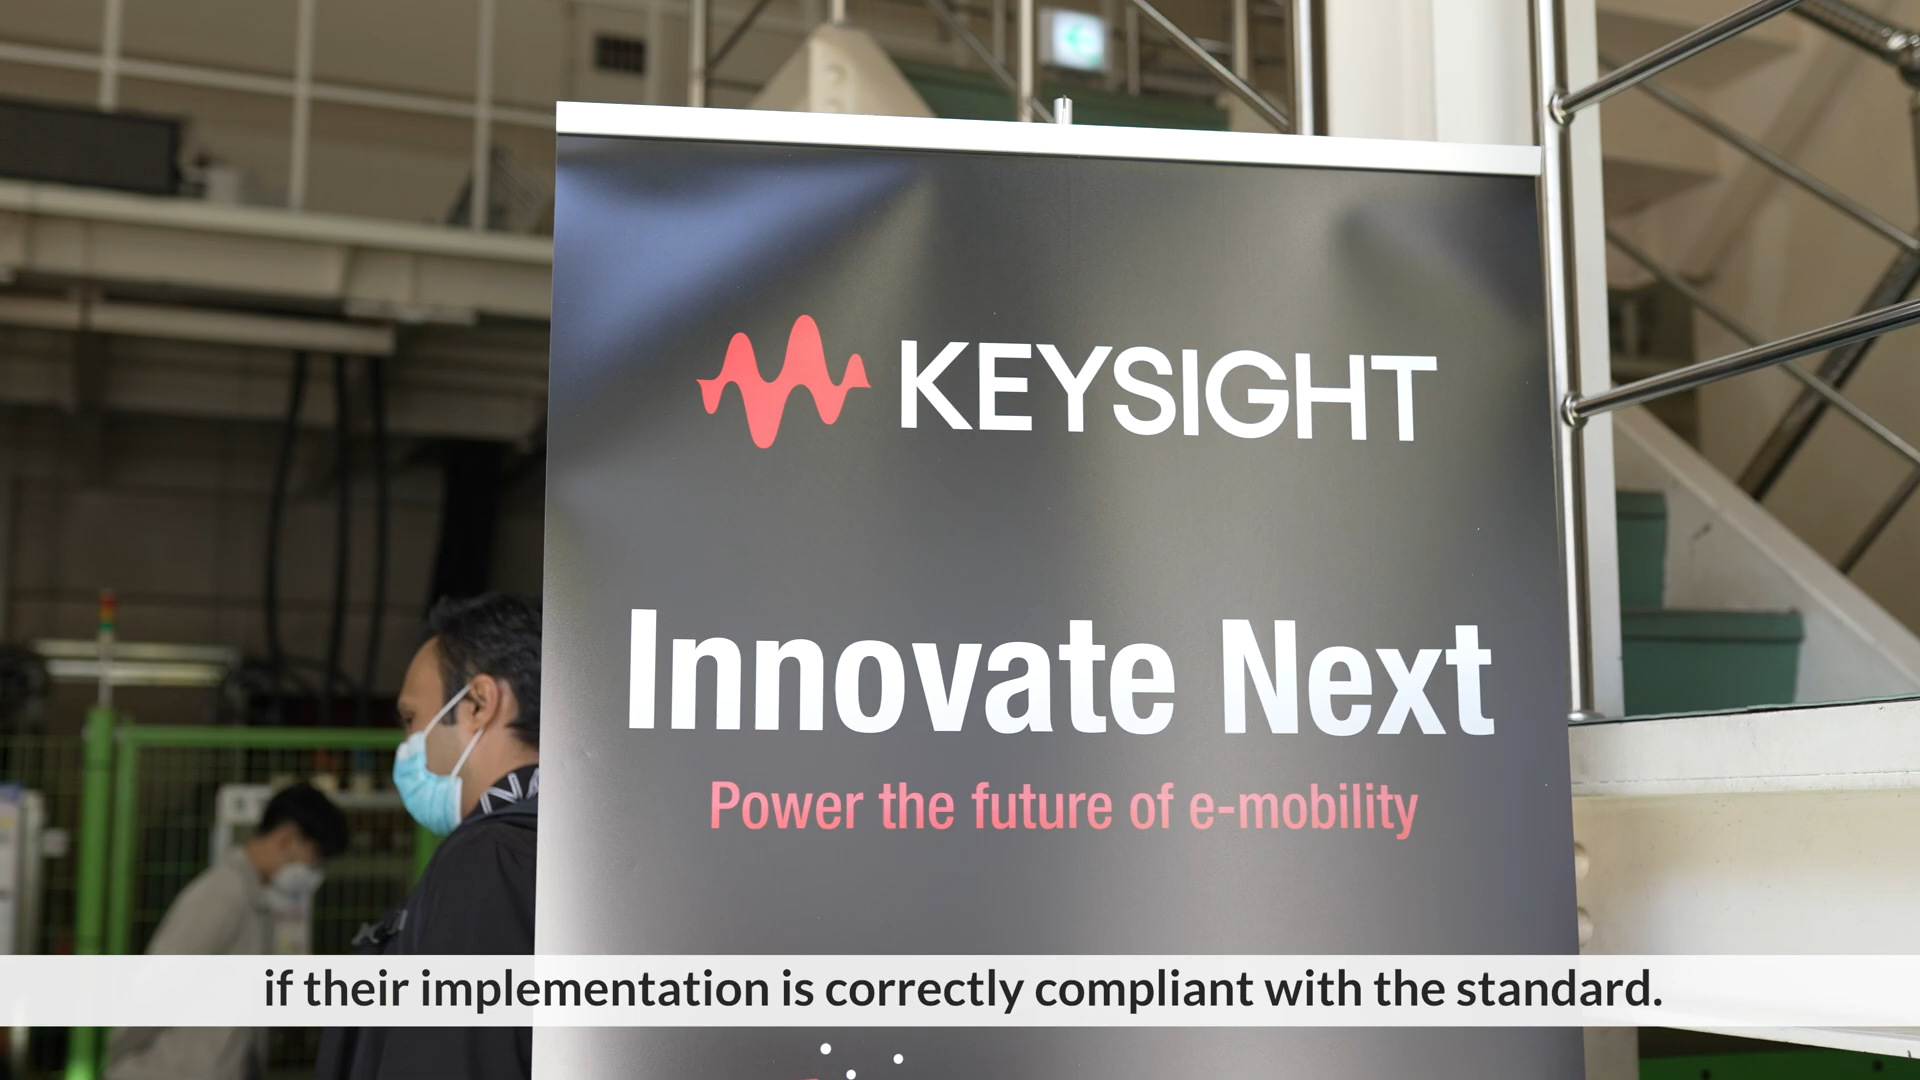 KEYSIGHT
Innovate Next
Power the future of e-mobility
if their implementation is correctly compliant with the standard.